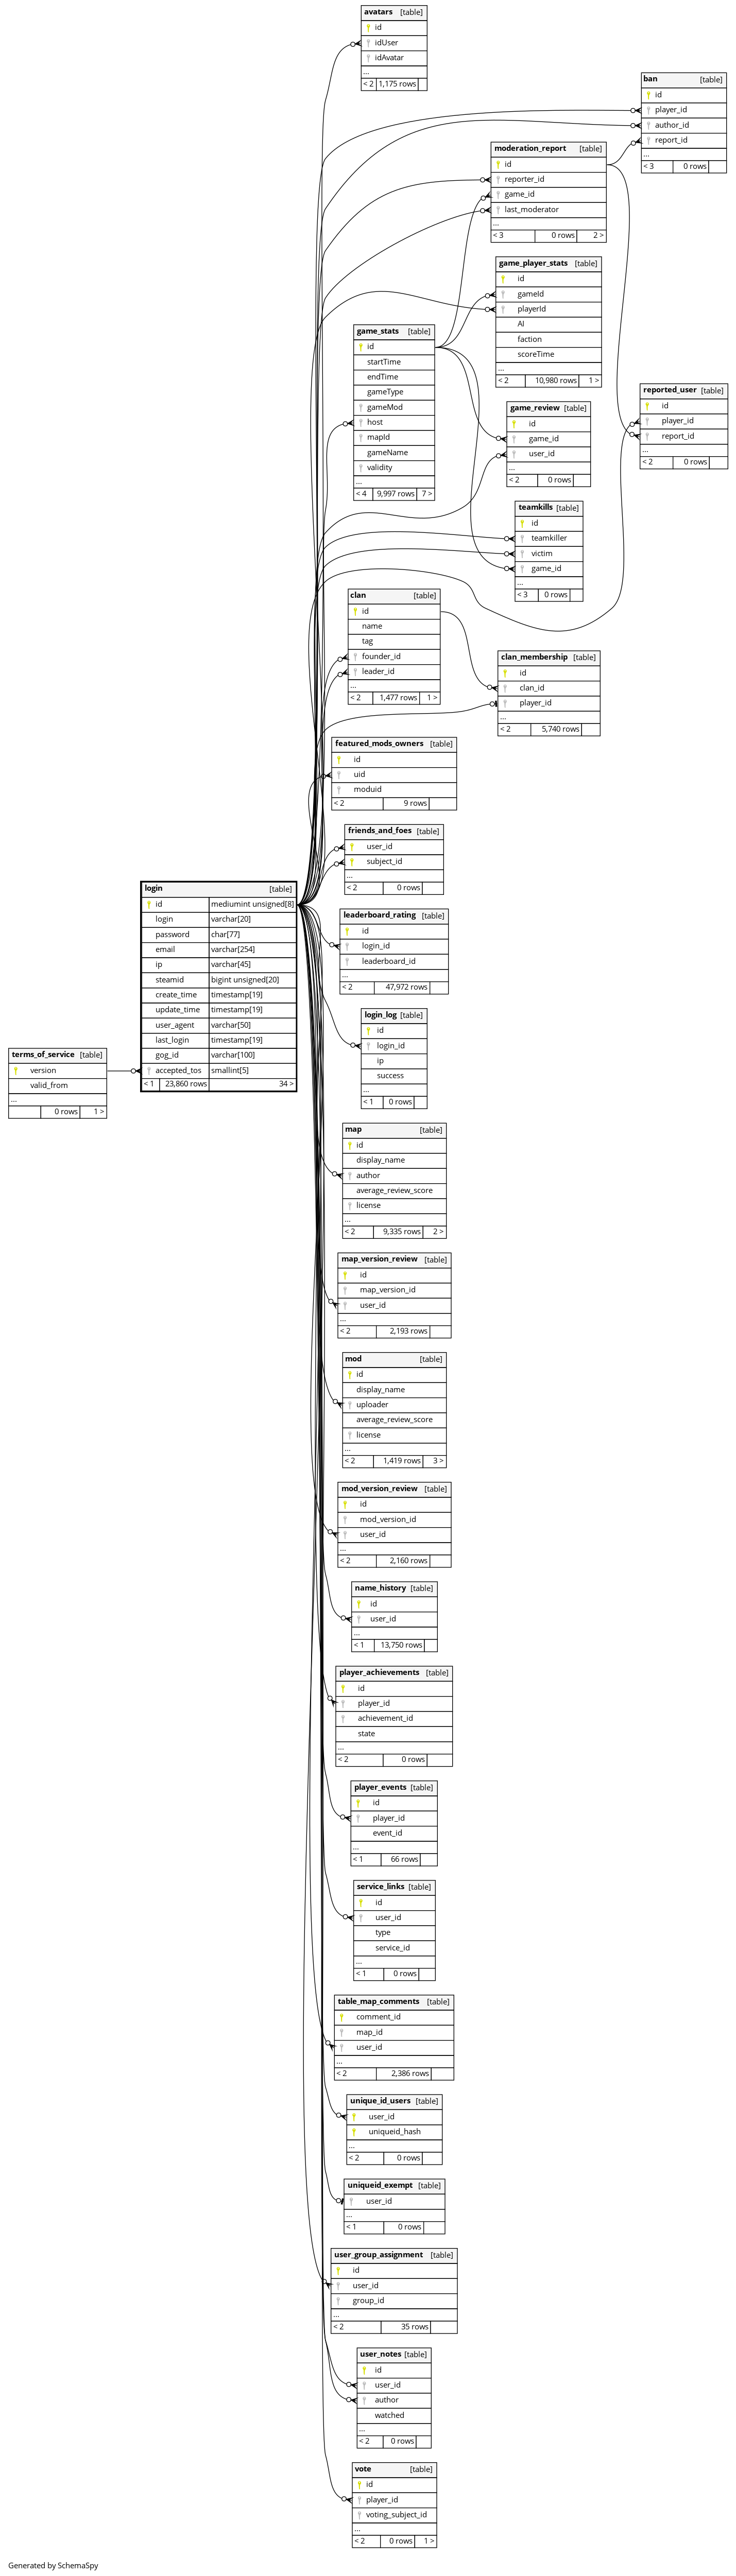 avatars [table]
id
idUser
idAvatar
...
< 2 1,175 rows
ban [table]
id
player_id
author_id
report_id
...
< 3 0 rows
moderation_report [table]
id
reporter_id
game_id
last_moderator
...
< 3 0 rows 2 >
game_player_stats [table]
id
gameId
playerId
AI
faction
scoreTime
...
< 2 10,980 rows 1 >
game_stats [table]
id
startTime
endTime
gameType
gameMod
host
mapId
gameName
validity
...
< 4 9,997 rows 7 >
reported_user [table]
id
player_id
report_id
...
< 2 0 rows
game_review [table]
id
game_id
user_id
...
< 2 0 rows
teamkills [table]
id
teamkiller
victim
game_id
...
< 3 0 rows
clan [table]
id
name
tag
founder_id
leader_id
...
< 2 1,477 rows 1 >
clan_membership [table]
id
clan_id
player_id
...
< 2 5,740 rows
featured_mods_owners [table]
id
uid
moduid
< 2 9 rows
friends_and_foes [table]
user_id
subject_id
...
< 2 0 rows
login [table]
id mediumint unsigned[8]
login varchar[20]
password char[77]
email varchar[254]
ip varchar[45]
steamid bigint unsigned[20]
create_time timestamp[19]
update_time timestamp[19]
user_agent varchar[50]
last_login timestamp[19]
gog_id varchar[100]
accepted_tos smallint[5]
< 1 23,860 rows 34 >
terms_of_service [table]
version
valid_from
...
0 rows 1 >
leaderboard_rating [table]
id
login_id
leaderboard_id
...
< 2 47,972 rows
login_log [table]
id
login_id
ip
success
...
< 1 0 rows
map [table]
id
display_name
author
average_review_score
license
...
< 2 9,335 rows 2 >
map_version_review [table]
id
map_version_id
user_id
...
< 2 2,193 rows
mod [table]
id
display_name
uploader
average_review_score
license
...
< 2 1,419 rows 3 >
mod_version_review [table]
id
mod_version_id
user_id
...
< 2 2,160 rows
name_history [table]
id
user_id
...
< 1 13,750 rows
player_achievements [table]
id
player_id
achievement_id
state
...
< 2 0 rows
player_events [table]
id
player_id
event_id
...
< 1 66 rows
service_links [table]
id
user_id
type
service_id
...
< 1 0 rows
table_map_comments [table]
comment_id
map_id
user_id
...
< 2 2,386 rows
unique_id_users [table]
user_id
uniqueid_hash
...
< 2 0 rows
uniqueid_exempt [table]
user_id
...
< 1 0 rows
user_group_assignment [table]
id
user_id
group_id
...
< 2 35 rows
user_notes [table]
id
user_id
author
watched
...
< 2 0 rows
vote [table]
id
player_id
voting_subject_id
...
< 2 0 rows 1 >
Generated by SchemaSpy